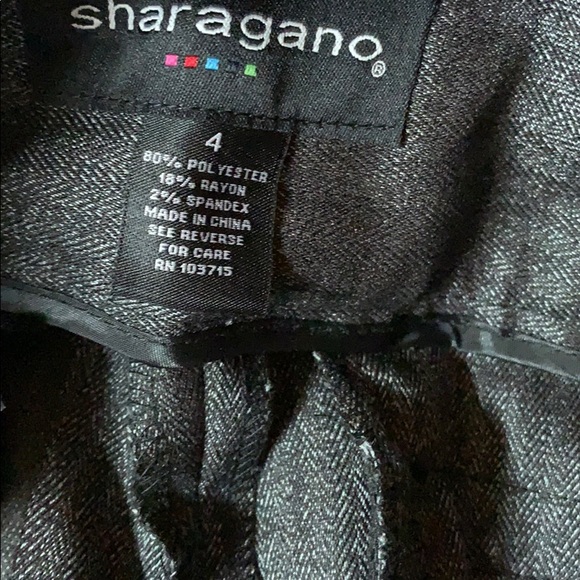 sharagano®
4
80% POLYESTER
18% RAYON
2% SPANDEX
MADE IN CHINA
SEE REVERSE
FOR CARE
RN 103715